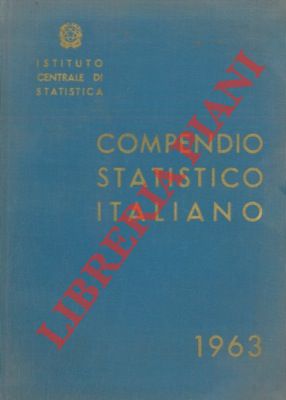 ISTITUTO
CENTRALE DI
STATISTICA
COMPENDIO
STATISTICO
ITALIANO
1963
LIBRERIA PIANI